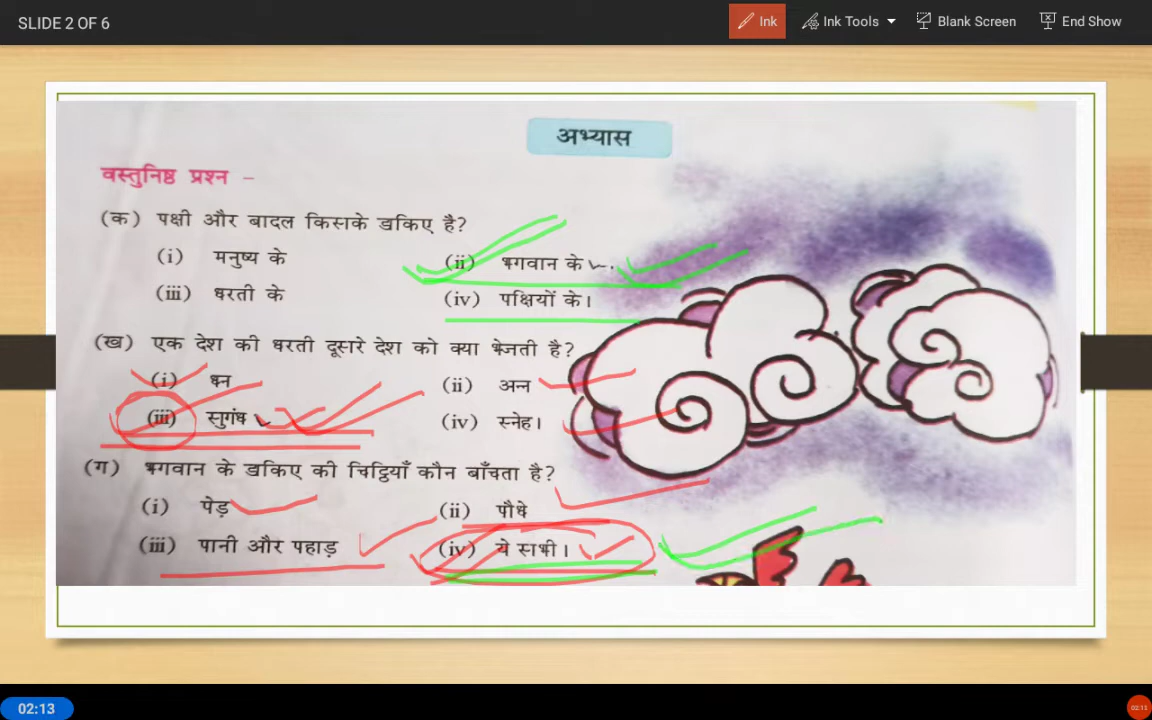 SLIDE 2 OF 6
Ink
Ink Tools
Blank Screen
End Show
अभ्यास
वस्तुनिष्ठ प्रश्न –
(क) पक्षी और बादल किसके डाकिए हैं?
(i) मनुष्य के (ii) भगवान के
(iii) धरती के (iv) पक्षियों के।
(ख) एक देश की धरती दूसरे देश को क्या भेजती है?
(i) धन (ii) अन्न
(iii) सुगंध (iv) स्नेह।
(ग) भगवान के डाकिए की चिट्ठियाँ कौन बाँचता है?
(i) पेड़ (ii) पौधे
(iii) पानी और पहाड़ (iv) ये सभी।
02:13
02:13